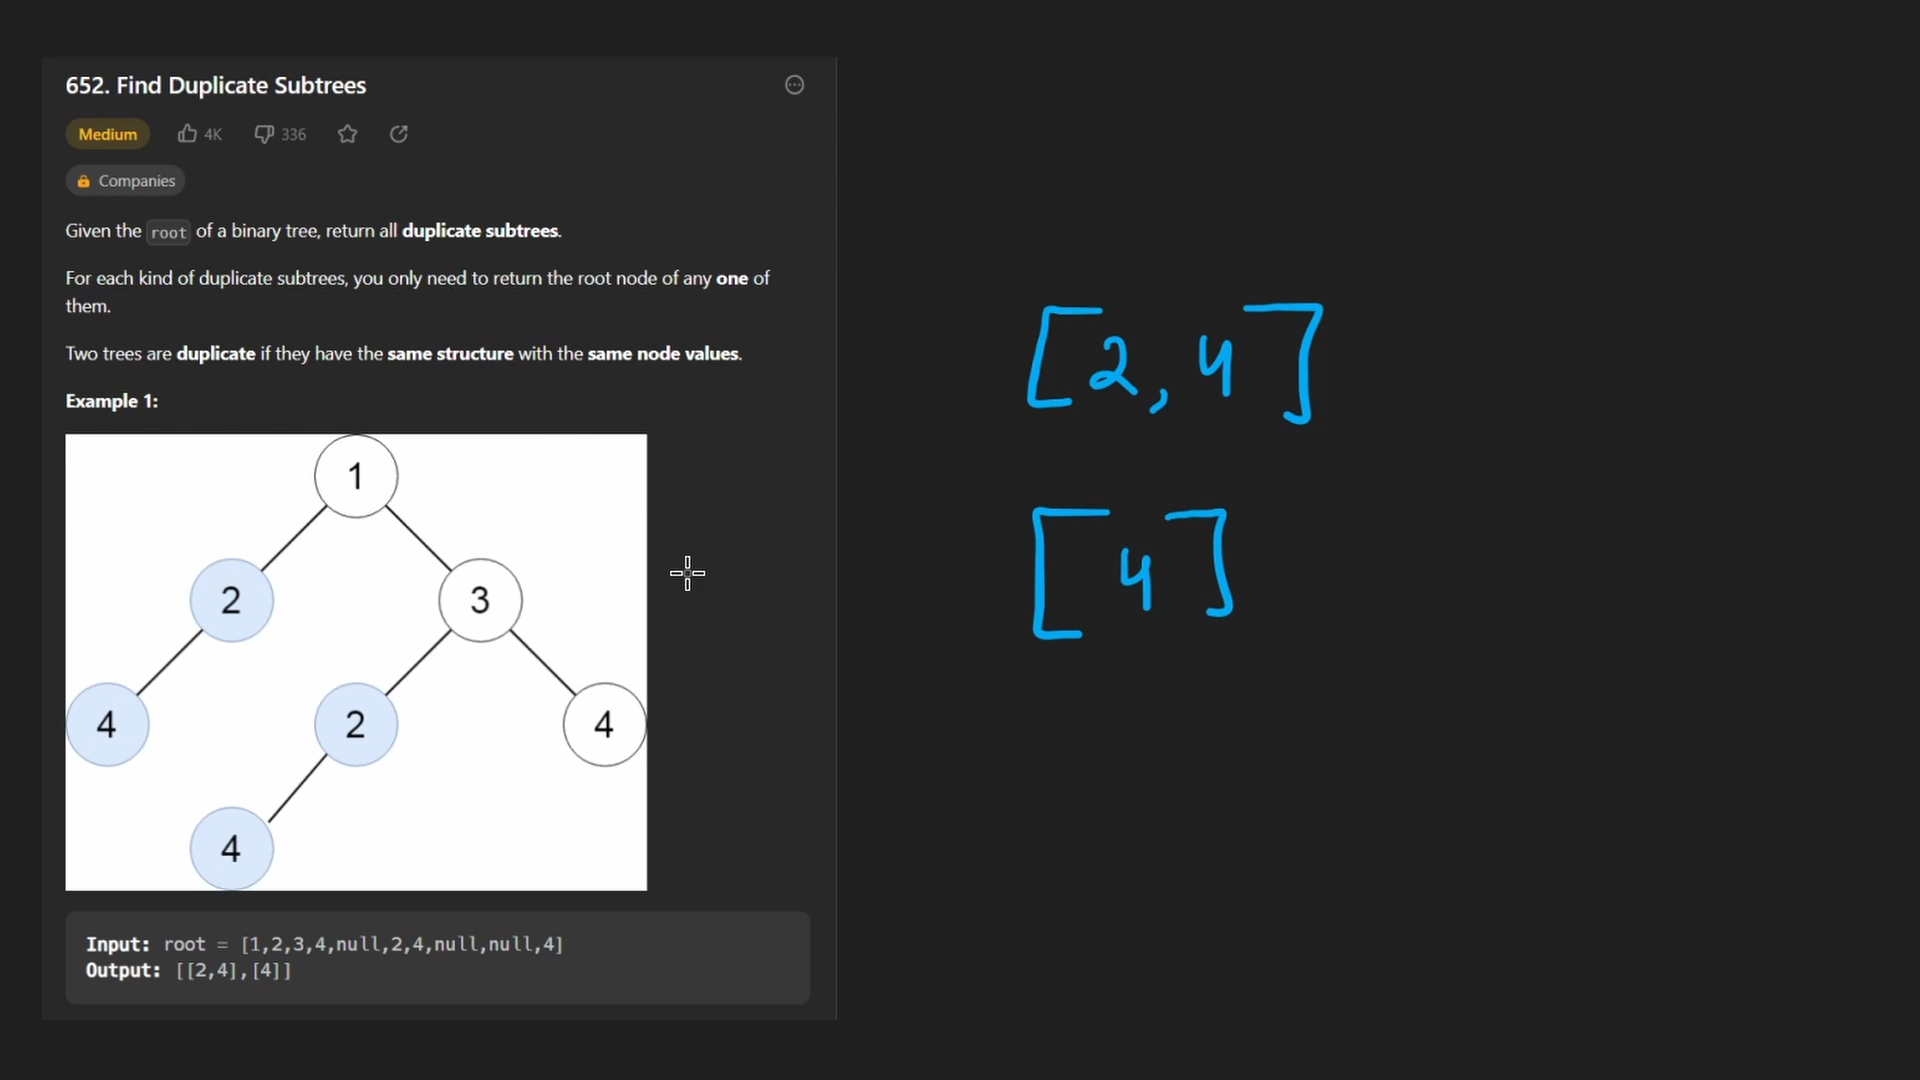 652. Find Duplicate Subtrees
Medium 4K 336
Companies
Given the root of a binary tree, return all duplicate subtrees.
For each kind of duplicate subtrees, you only need to return the root node of any one of
them.
Two trees are duplicate if they have the same structure with the same node values.
Example 1:
1
2 3
4 2 4
4
Input: root = [1,2,3,4,null,2,4,null,null,4]
Output: [[2,4],[4]]
[2,4]
[4]